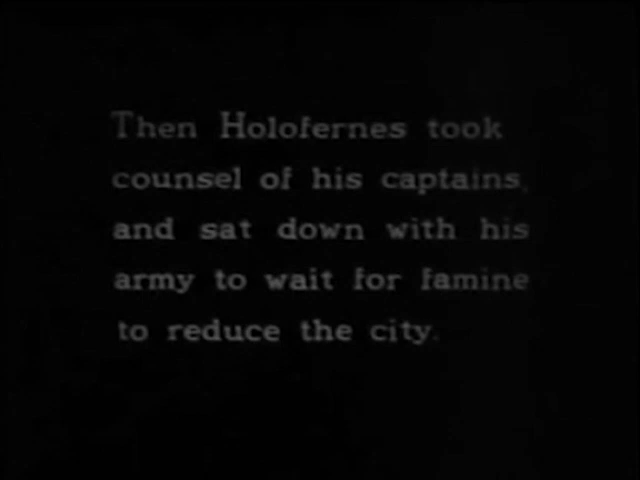 Then Holofernes took
counsel of his captains,
and sat down with his
army to wait for famine
to reduce the city.